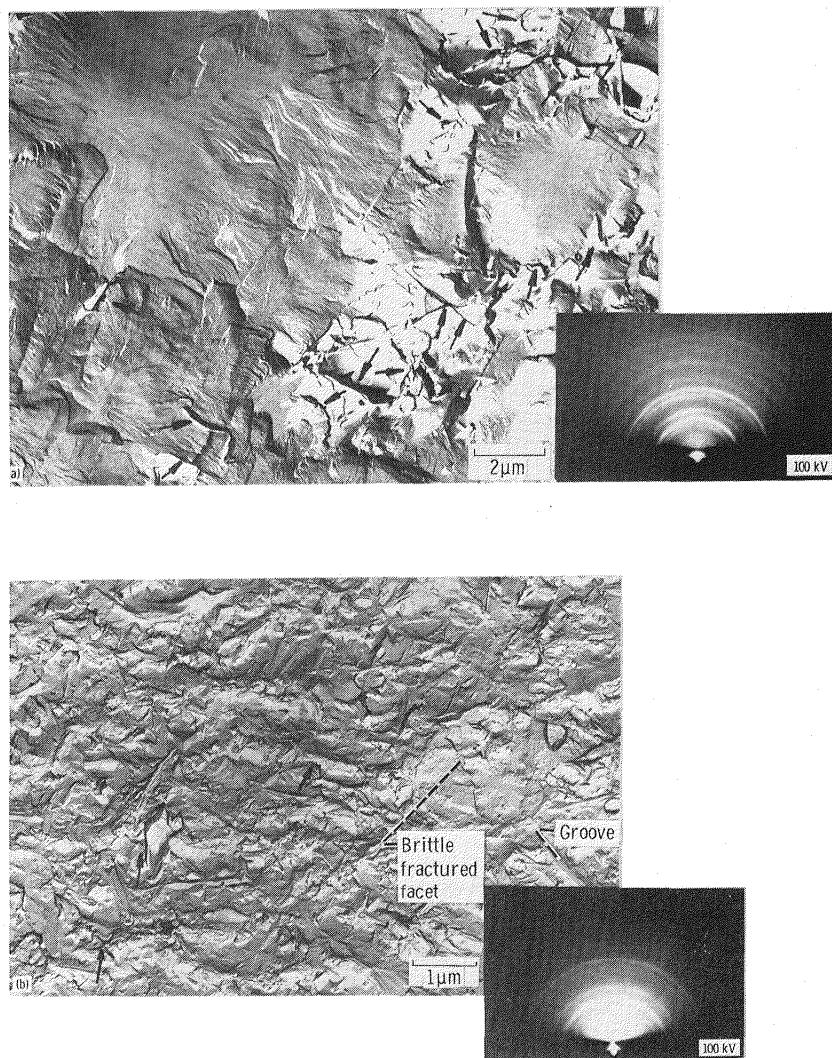 2µm
100 kV
a)
Brittle
fractured
facet
Groove
1µm
(b)
100 kV